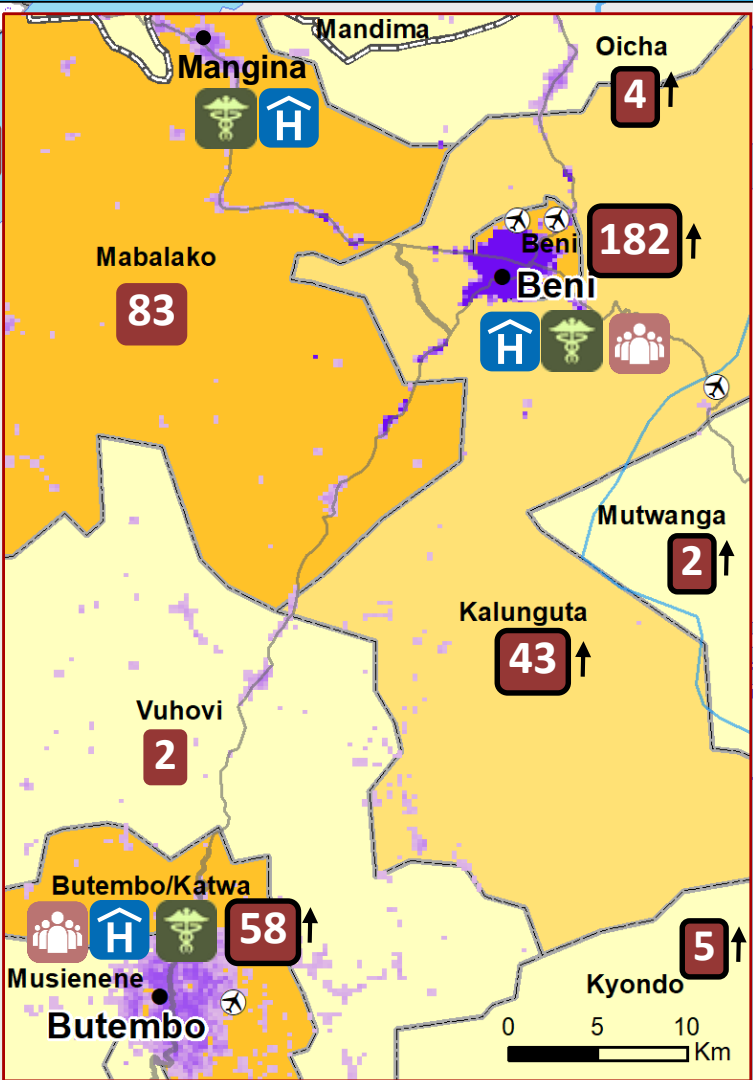 Mandima
Oicha
4
Mangina
H
Beni
182
Mabalako
83
Beni
H
Mutwanga
2
Kalunguta
43
Vuhovi
2
Butembo/Katwa
H
58
5
Musienene
Kyondo
Butembo
0 5 10
Km